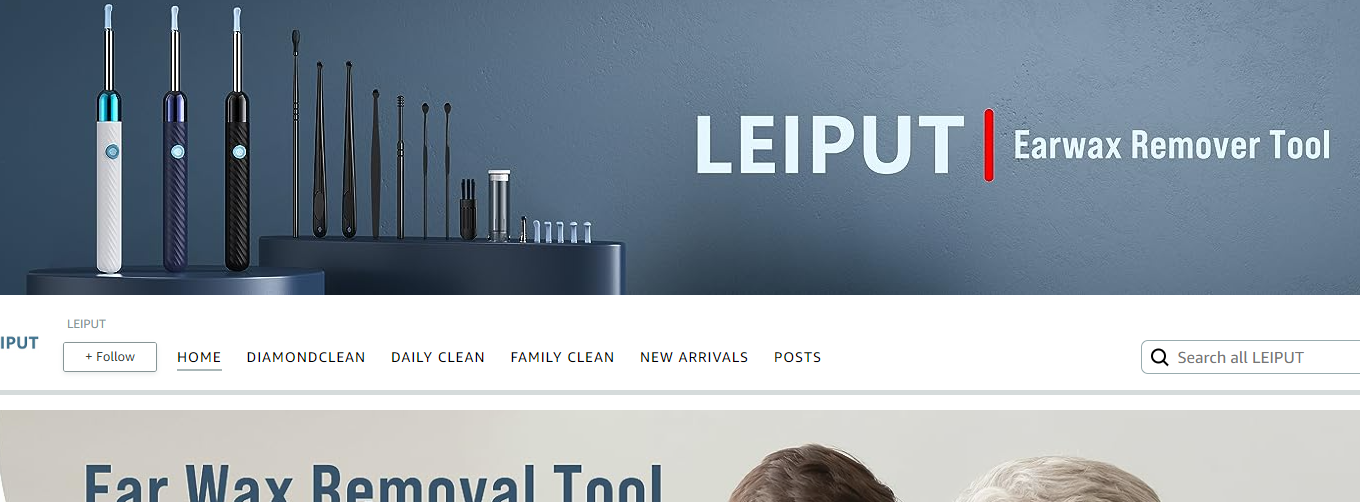 LEIPUT | Earwax Remover Tool
LEIPUT
IPUT
+ Follow
HOME
DIAMONDCLEAN
DAILY CLEAN
FAMILY CLEAN
NEW ARRIVALS
POSTS
Search all LEIPUT
Ear Wax Removal Tool